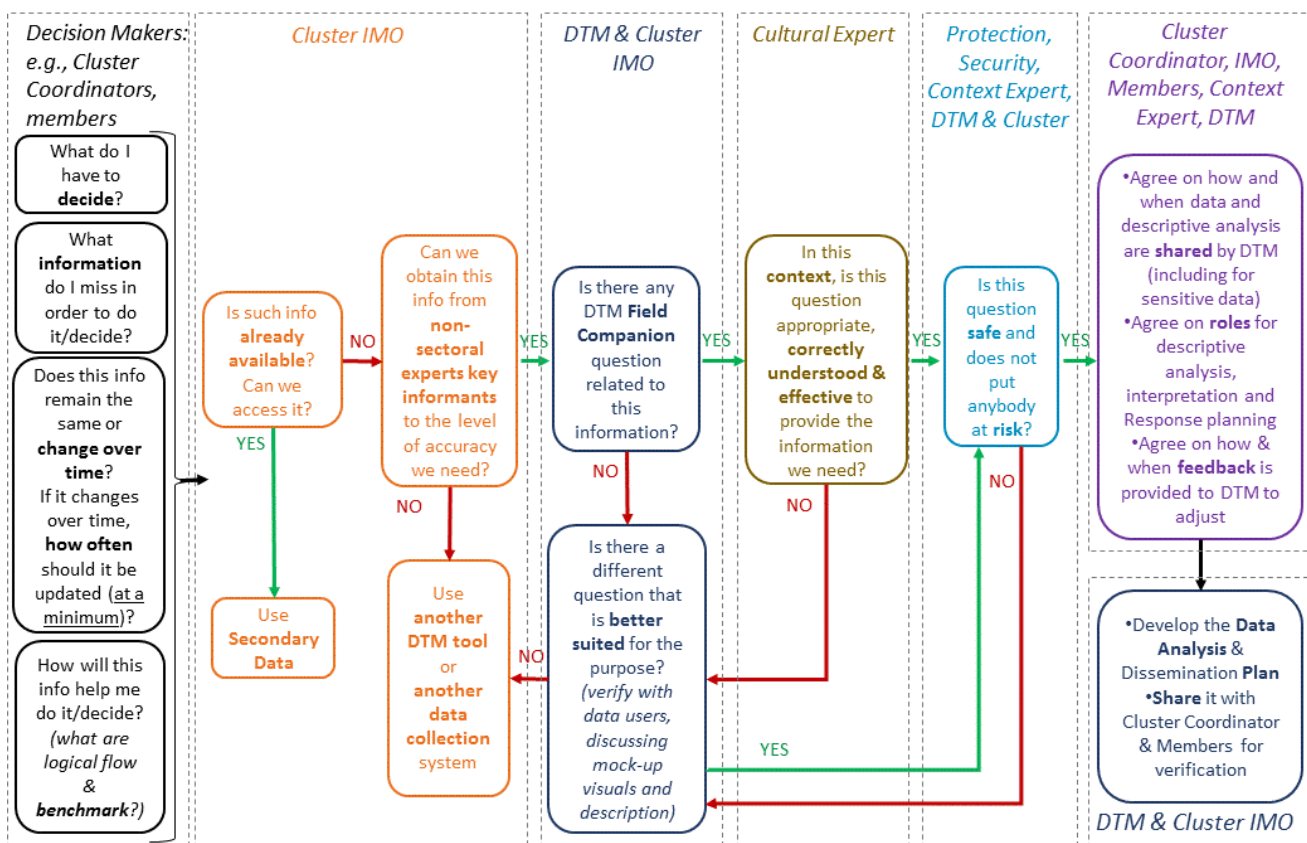 Decision Makers:
e.g., Cluster
Coordinators,
members
What do I
have to
decide?
What
information
do I miss in
order to do
it/decide?
Does this info
remain the
same or
change over
time?
If it changes
over time,
how often
should it be
updated (at a
minimum)?
How will this
info help me
do it/decide?
(what are
logical flow
&
benchmark?)
Cluster IMO
Is such info
already
available?
Can we
access it?
NO
YES
Use
Secondary
Data
Can we
obtain this
info from
non-
sectoral
experts key
informants
to the level
of accuracy
we need?
YES
NO
Use
another
DTM tool
or
another
data
collection
system
DTM & Cluster
IMO
Is there any
DTM Field
Companion
question
related to
this
information?
YES
NO
Is there a
different
question that
is better
suited for the
purpose?
(verify with
data users,
discussing
mock-up
visuals and
description)
NO
YES
Cultural Expert
In this
context, is this
question
appropriate,
correctly
understood &
effective to
provide the
information
we need?
YES
NO
Protection,
Security,
Context Expert,
DTM & Cluster
Is this
question
safe and
does not
put
anybody
at risk?
YES
NO
Cluster
Coordinator, IMO,
Members, Context
Expert, DTM
•Agree on how and
when data and
descriptive analysis
are shared by DTM
(including for
sensitive data)
•Agree on roles for
descriptive
analysis,
interpretation and
Response planning
•Agree on how &
when feedback is
provided to DTM to
adjust
•Develop the Data
Analysis &
Dissemination Plan
•Share it with
Cluster Coordinator
& Members for
verification
DTM & Cluster IMO